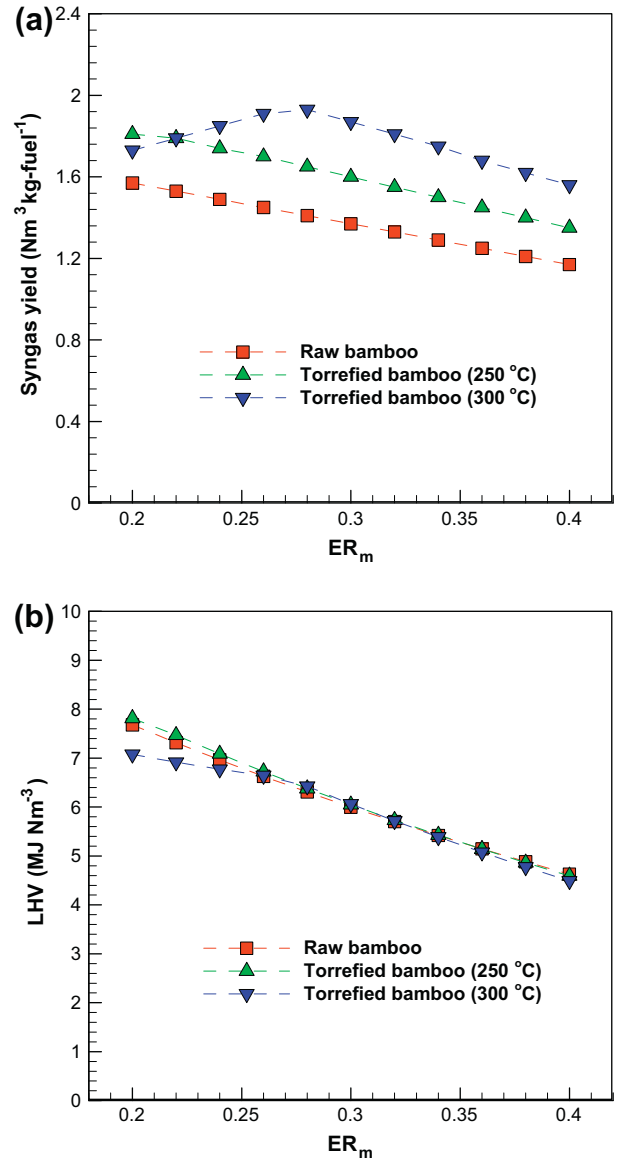 (a)
2.4
2
1.6
1.2
0.8
0.4
0
Syngas yield (Nm³ kg-fuel⁻¹)
Raw bamboo
Torrefied bamboo (250 °C)
Torrefied bamboo (300 °C)
0.2 0.25 0.3 0.35 0.4
ERₘ
(b)
10
9
8
7
6
5
4
3
2
1
0
LHV (MJ Nm⁻³)
Raw bamboo
Torrefied bamboo (250 °C)
Torrefied bamboo (300 °C)
0.2 0.25 0.3 0.35 0.4
ERₘ